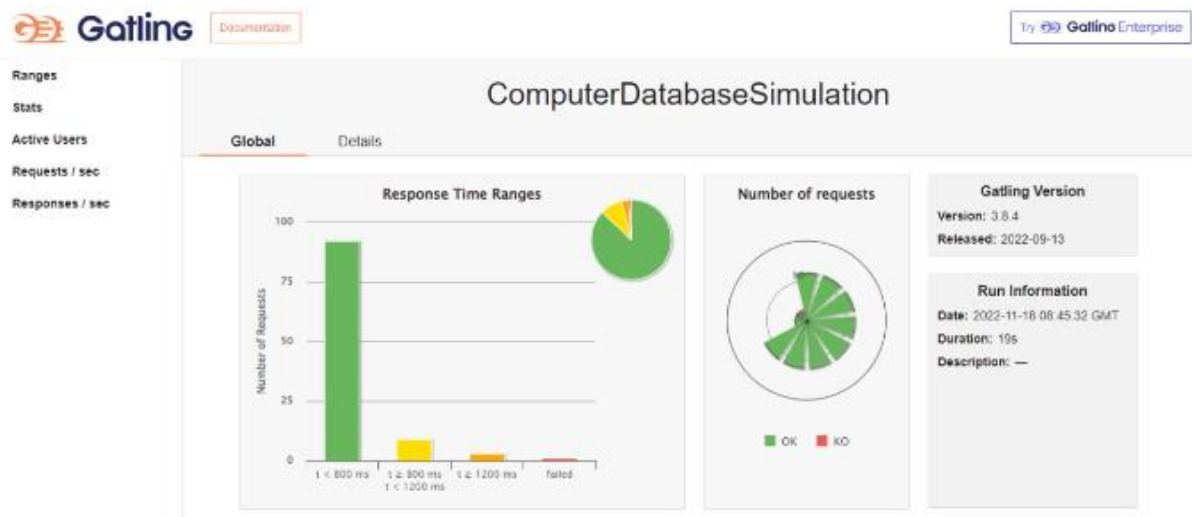 Gatling
Documentation
Try Gatling Enterprise
Ranges
Stats
Active Users
Requests / sec
Responses / sec
ComputerDatabaseSimulation
Global
Details
Response Time Ranges
Number of Requests
100
75
50
25
0
t < 800 ms
t ≥ 800 ms
t < 1200 ms
t ≥ 1200 ms
failed
Number of requests
OK
KO
Gatling Version
Version: 3.8.4
Released: 2022-09-13
Run Information
Date: 2022-11-18 08:45:32 GMT
Duration: 19s
Description: —